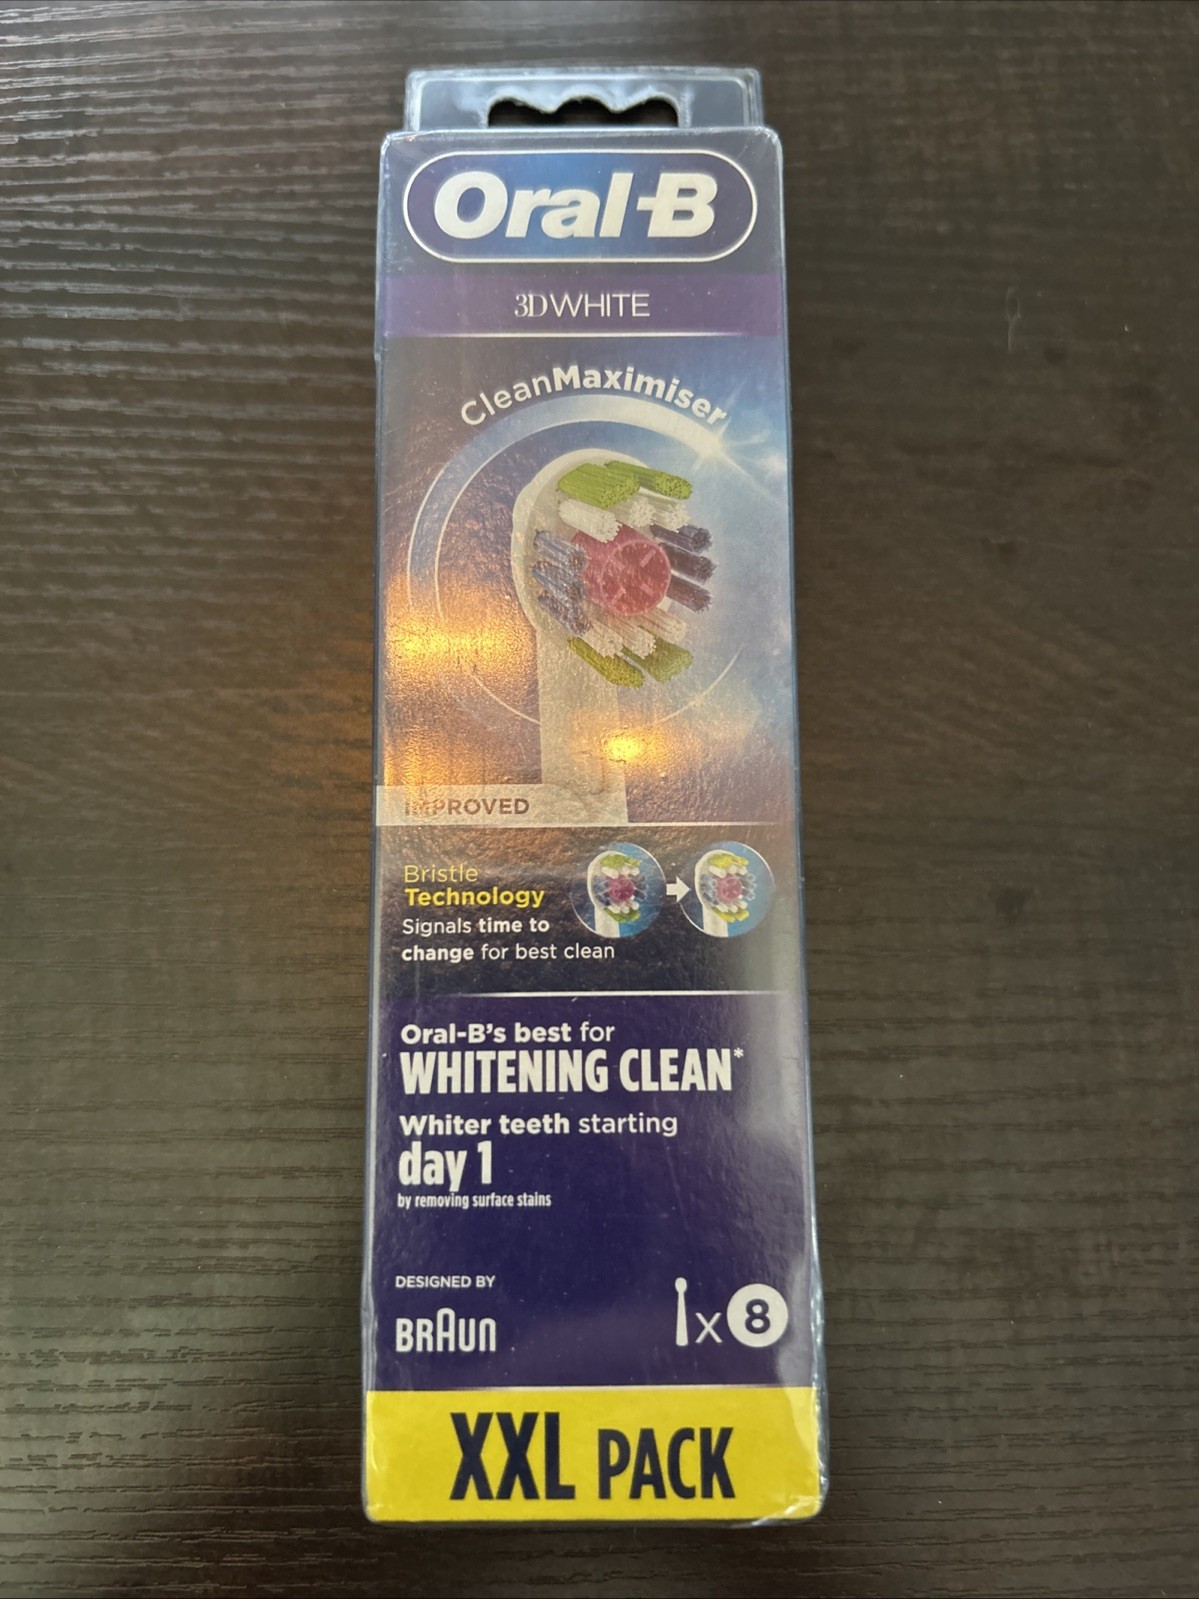 Oral-B
3DWHITE
CleanMaximiser
IMPROVED
Bristle
Technology
Signals time to
change for best clean
Oral-B's best for
WHITENING CLEAN*
Whiter teeth starting
day 1
by removing surface stains
DESIGNED BY
BRAUN
x 8
XXL PACK